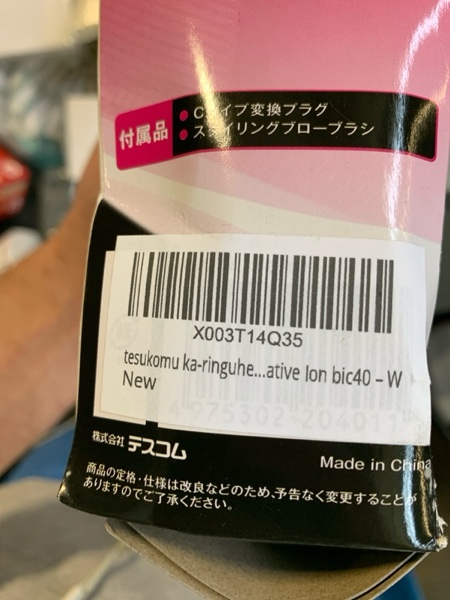 付属品
● Cタイプ変換プラグ
● スタイリングブローブラシ
X003T14Q35
tesukomu ka-ringuhe...ative Ion bic40 – W
New
4 975302 204011
株式会社 テスコム
Made in China
商品の定格・仕様は改良などのため、予告なく変更することが
ありますのでご了承ください。